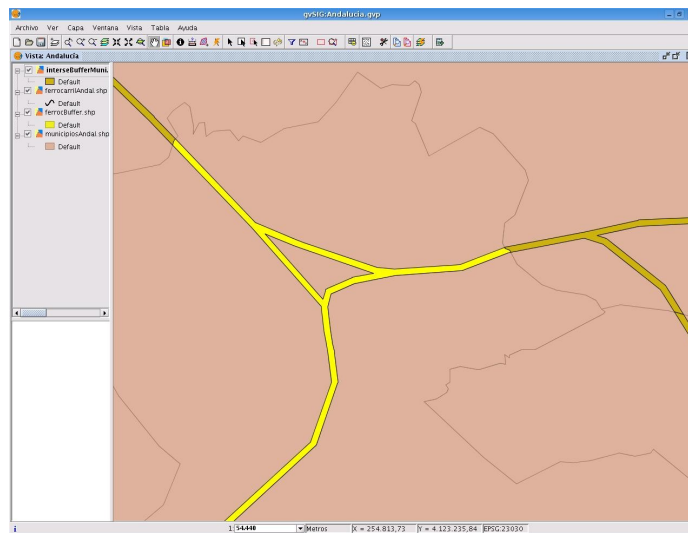 gvSIG:Andalucia.gvp
Archivo Ver Capa Ventana Vista Tabla Ayuda
Vista: Andalucía
interseBufferMuni.
Default
ferrocarrilAndal.shp
Default
ferrocBuffer.shp
Default
municipiosAndal.shp
Default
1: 54.440 Metros X = 254.813,73 Y = 4.123.235,84 EPSG:23030